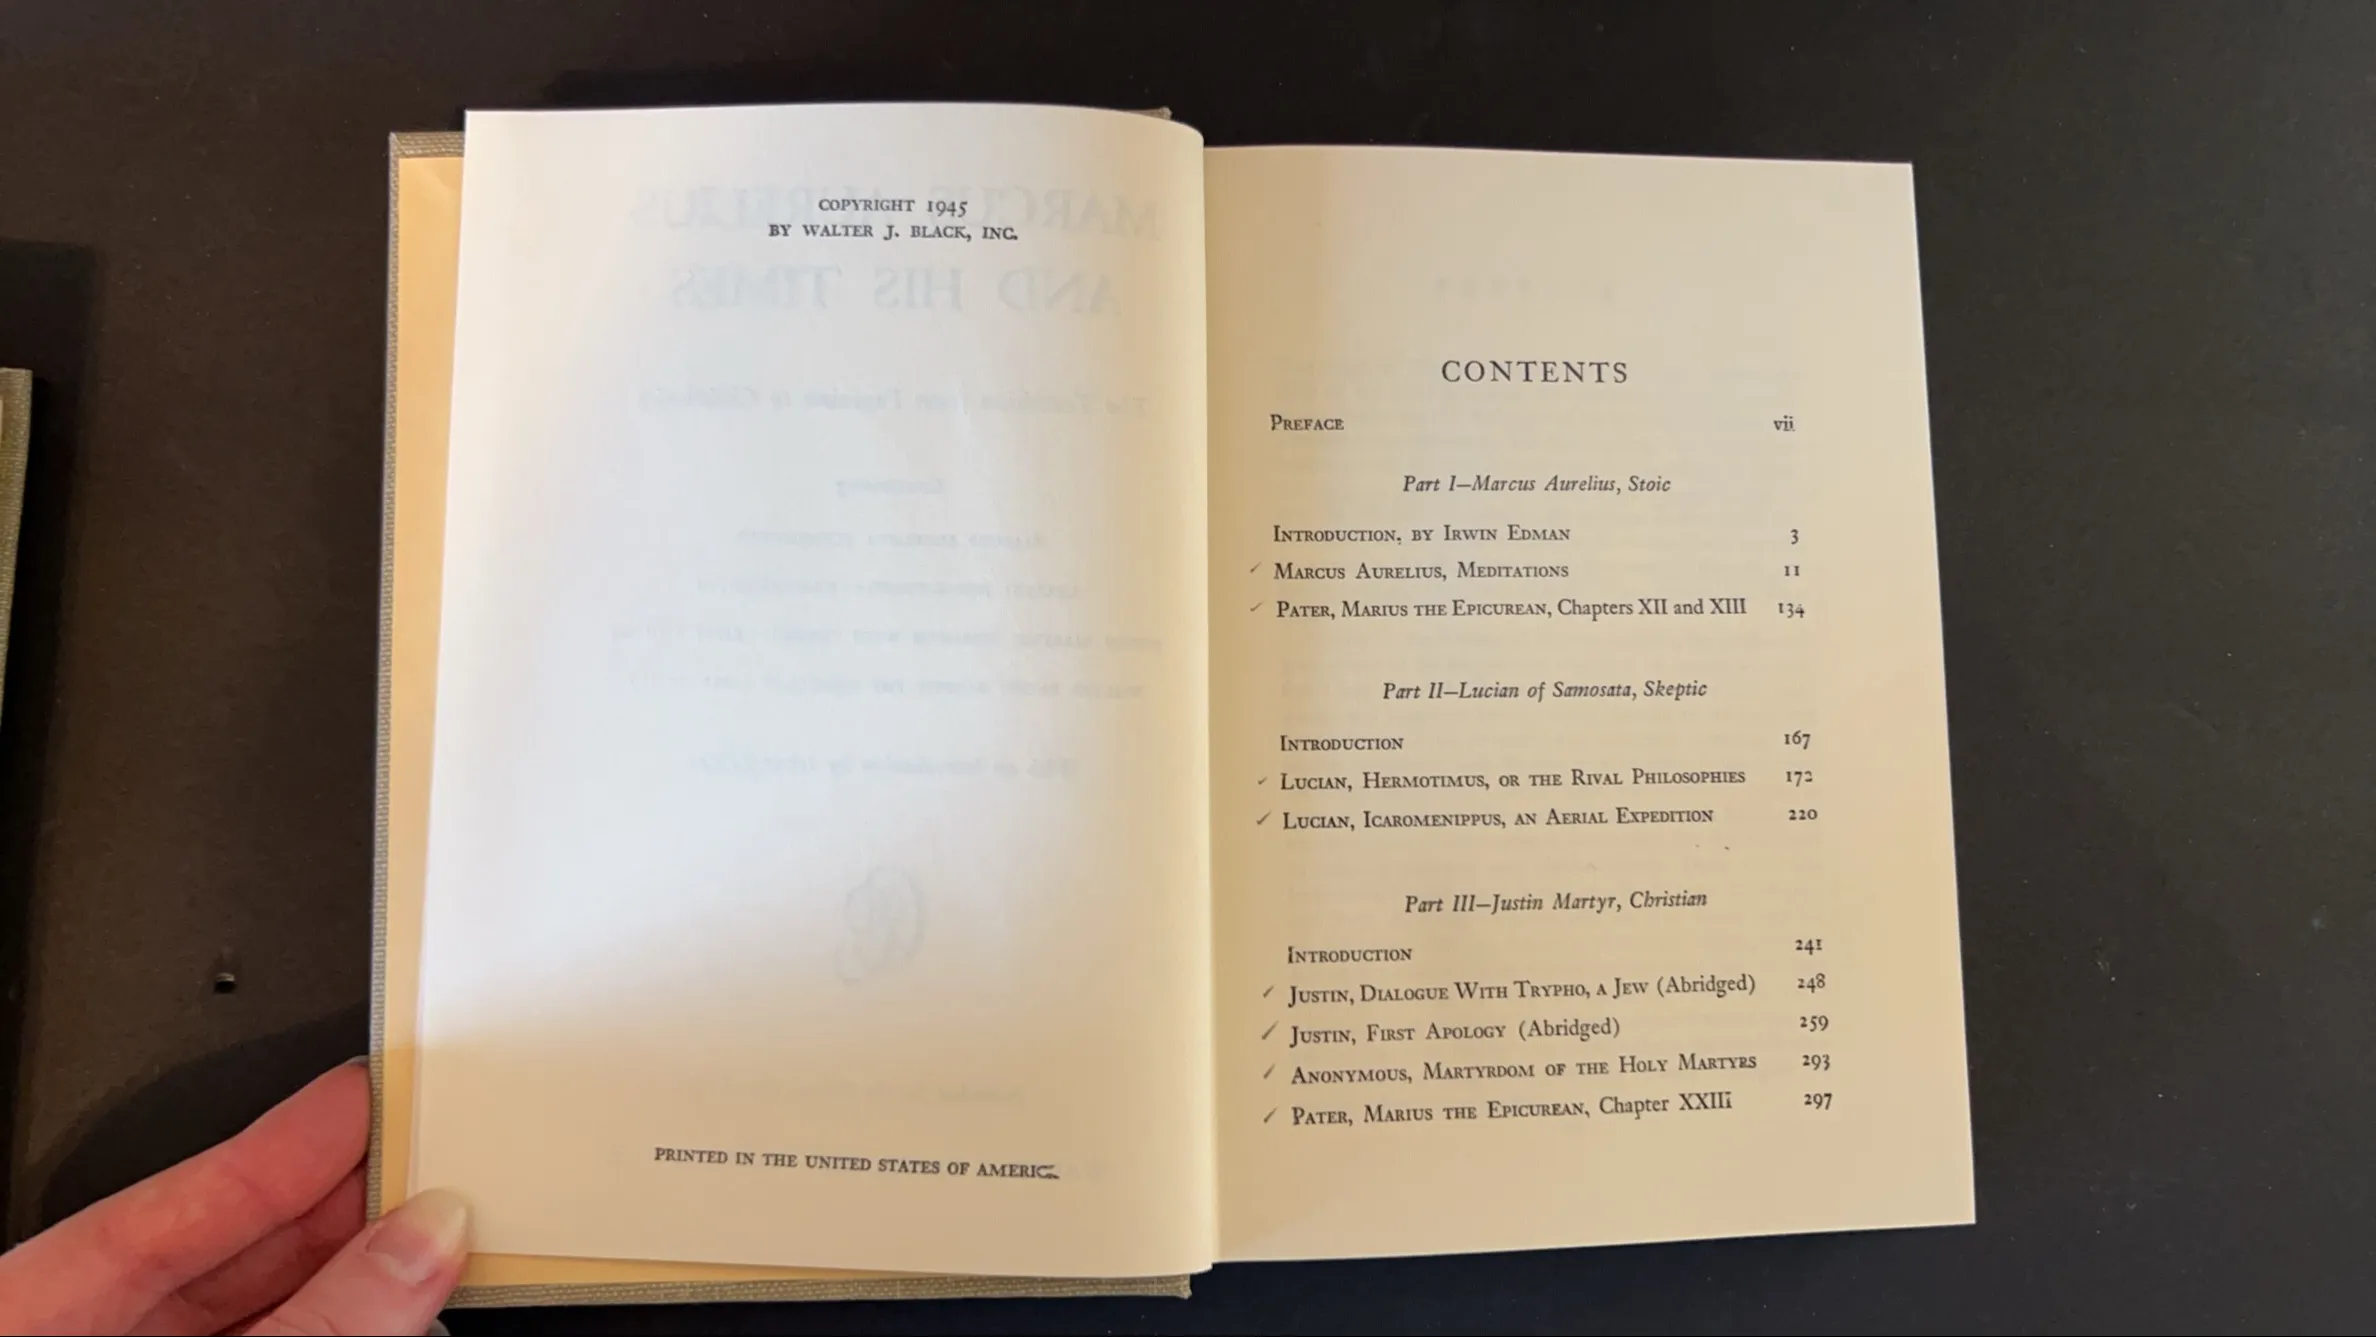 COPYRIGHT 1945
BY WALTER J. BLACK, INC.
PRINTED IN THE UNITED STATES OF AMERICA
CONTENTS
PREFACE vii
Part I—Marcus Aurelius, Stoic
INTRODUCTION, BY IRWIN EDMAN 3
✓ MARCUS AURELIUS, MEDITATIONS 11
✓ PATER, MARIUS THE EPICUREAN, Chapters XII and XIII 134
Part II—Lucian of Samosata, Skeptic
INTRODUCTION 167
✓ LUCIAN, HERMOTIMUS, OR THE RIVAL PHILOSOPHIES 172
✓ LUCIAN, ICAROMENIPPUS, AN AERIAL EXPEDITION 220
Part III—Justin Martyr, Christian
INTRODUCTION 241
✓ JUSTIN, DIALOGUE WITH TRYPHO, A JEW (Abridged) 248
✓ JUSTIN, FIRST APOLOGY (Abridged) 259
✓ ANONYMOUS, MARTYRDOM OF THE HOLY MARTYRS 293
✓ PATER, MARIUS THE EPICUREAN, Chapter XXIII 297